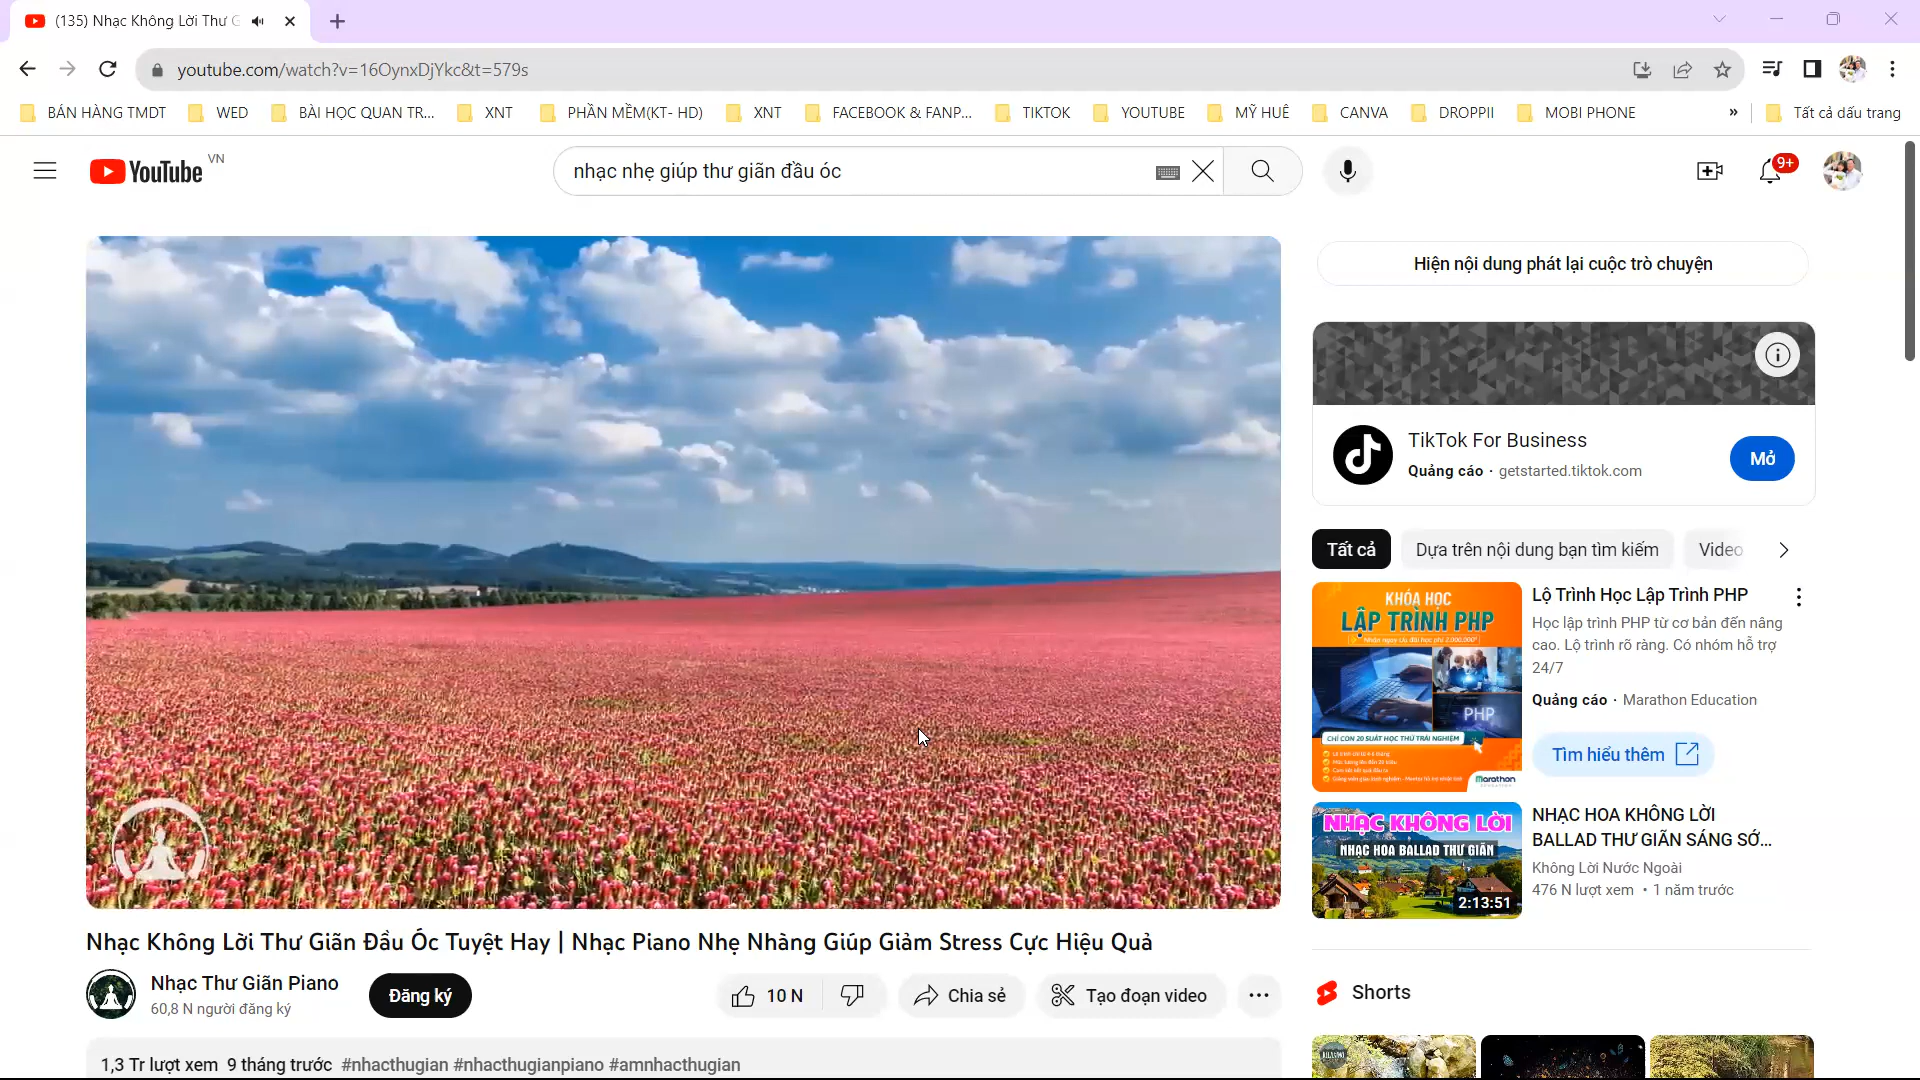 (135) Nhạc Không Lời Thư G
youtube.com/watch?v=16OynxDjYkc&t=579s
BÁN HÀNG TMDT
WED
BÀI HỌC QUAN TR...
XNT
PHẦN MỀM(KT- HD)
XNT
FACEBOOK & FANP...
TIKTOK
YOUTUBE
MỸ HUÊ
CANVA
DROPPII
MOBI PHONE
»
Tất cả dấu trang
YouTube VN
nhạc nhẹ giúp thư giãn đầu óc
9+
Hiện nội dung phát lại cuộc trò chuyện
TikTok For Business
Quảng cáo · getstarted.tiktok.com
Mở
Tất cả
Dựa trên nội dung bạn tìm kiếm
Video
KHÓA HỌC
LẬP TRÌNH PHP
PHP
CHỈ CÒN 20 SUẤT HỌC THỬ TRẢI NGHIỆM
marathon
Lộ Trình Học Lập Trình PHP
Học lập trình PHP từ cơ bản đến nâng
cao. Lộ trình rõ ràng. Có nhóm hỗ trợ
24/7
Quảng cáo · Marathon Education
Tìm hiểu thêm
NHẠC KHÔNG LỜI
NHẠC HOA BALLAD THƯ GIÃN
2:13:51
NHẠC HOA KHÔNG LỜI
BALLAD THƯ GIÃN SÁNG SỚ...
Không Lời Nước Ngoài
476 N lượt xem • 1 năm trước
Nhạc Không Lời Thư Giãn Đầu Óc Tuyệt Hay | Nhạc Piano Nhẹ Nhàng Giúp Giảm Stress Cực Hiệu Quả
Nhạc Thư Giãn Piano
60,8 N người đăng ký
Đăng ký
10 N
Chia sẻ
Tạo đoạn video
Shorts
1,3 Tr lượt xem 9 tháng trước #nhacthugian #nhacthugianpiano #amnhacthugian